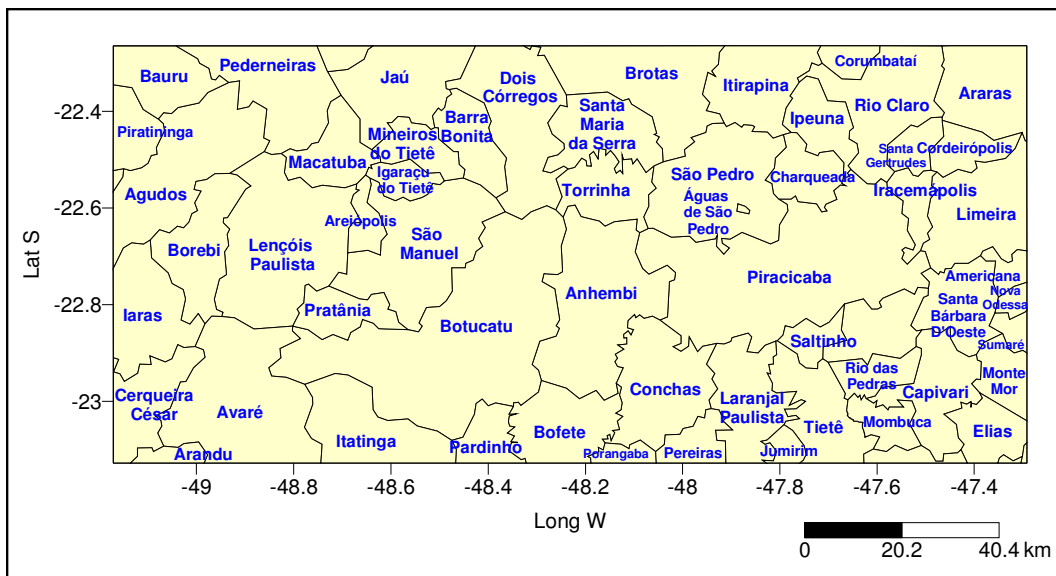 Bauru
Pederneiras
Jaú
Dois
Córregos
Brotas
Itirapina
Corumbataí
Rio Claro
Araras
Piratininga
Macatuba
Mineiros
do Tietê
Barra
Bonita
Santa
Maria
da Serra
Ipeuna
Santa
Gertrudes
Cordeirópolis
Agudos
Igaraçu
do Tietê
Torrinha
São Pedro
Charqueada
Iracemápolis
Limeira
Areiopolis
Águas
de São
Pedro
Borebi
Lençóis
Paulista
São
Manuel
Anhembi
Piracicaba
Americana
Nova
Odessa
Iaras
Pratânia
Botucatu
Santa
Bárbara
D'Oeste
Saltinho
Sumaré
Cerqueira
César
Avaré
Conchas
Laranjal
Paulista
Rio das
Pedras
Capivari
Monte
Mor
Arandu
Itatinga
Pardinho
Bofete
Porangaba
Pereiras
Jumirim
Tietê
Mombuca
Elias
-22.4
-22.6
-22.8
-23
Lat S
-49
-48.8
-48.6
-48.4
-48.2
-48
-47.8
-47.6
-47.4
Long W
0
20.2
40.4 km